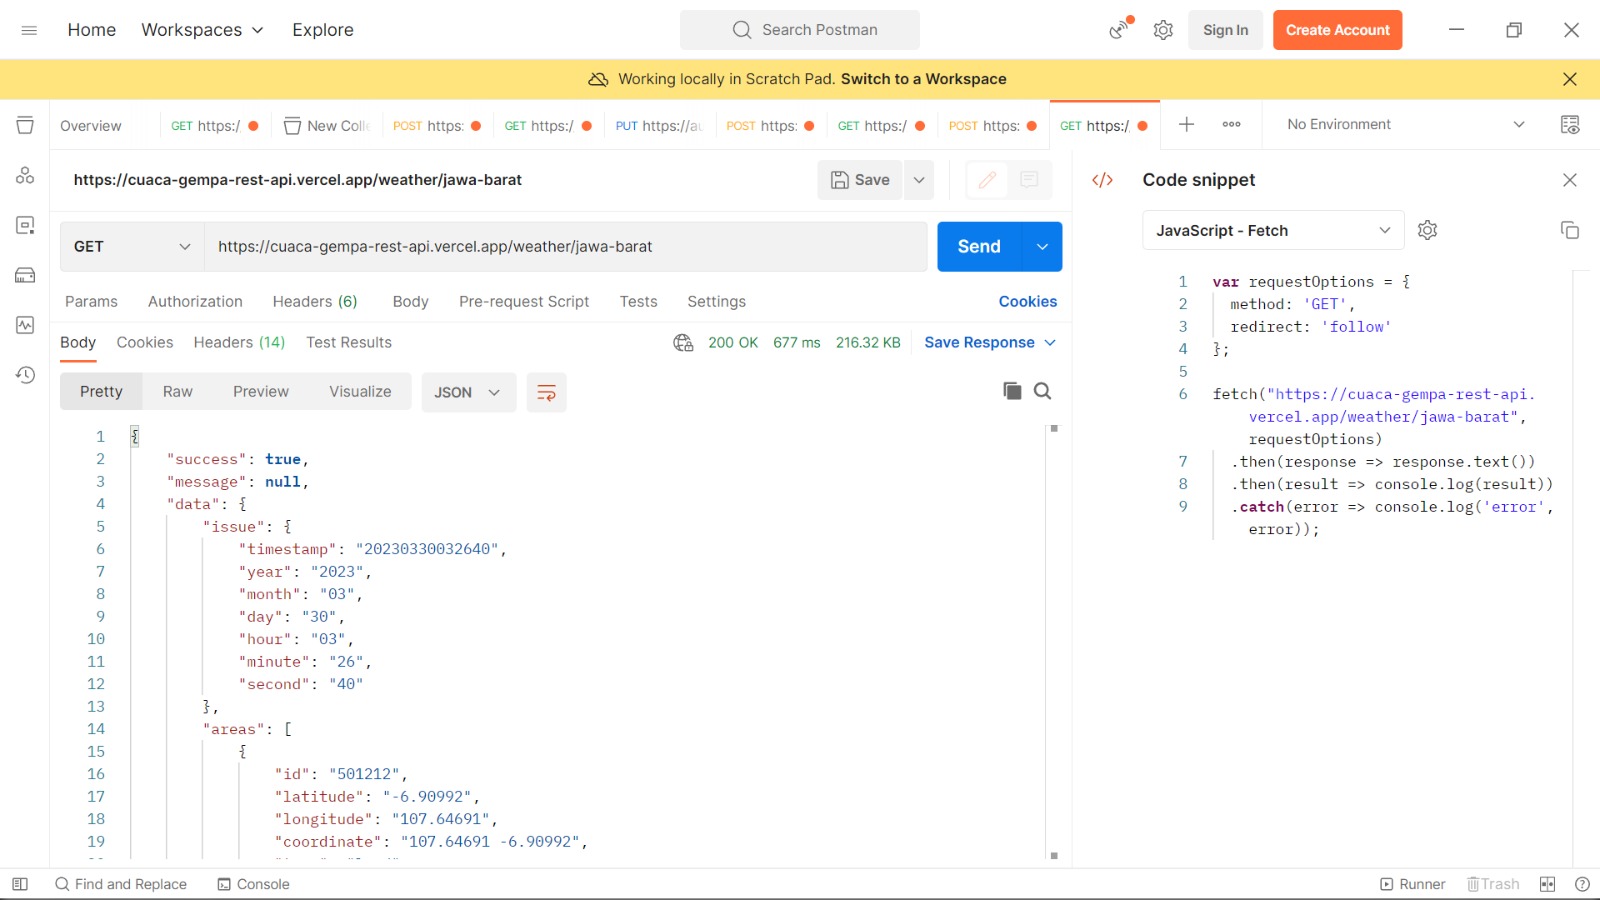 Home Workspaces Explore Search Postman Sign In Create Account
Working locally in Scratch Pad. Switch to a Workspace
Overview GET https:/ New Colle POST https: GET https:/ PUT https://au POST https: GET https:/ POST https: GET https:/ No Environment
https://cuaca-gempa-rest-api.vercel.app/weather/jawa-barat Save
</> Code snippet
GET https://cuaca-gempa-rest-api.vercel.app/weather/jawa-barat Send
JavaScript - Fetch
Params Authorization Headers (6) Body Pre-request Script Tests Settings Cookies
Body Cookies Headers (14) Test Results 200 OK 677 ms 216.32 KB Save Response
Pretty Raw Preview Visualize JSON
1 {
2 "success": true,
3 "message": null,
4 "data": {
5 "issue": {
6 "timestamp": "20230330032640",
7 "year": "2023",
8 "month": "03",
9 "day": "30",
10 "hour": "03",
11 "minute": "26",
12 "second": "40"
13 },
14 "areas": [
15 {
16 "id": "501212",
17 "latitude": "-6.90992",
18 "longitude": "107.64691",
19 "coordinate": "107.64691 -6.90992",
1 var requestOptions = {
2 method: 'GET',
3 redirect: 'follow'
4 };
5
6 fetch("https://cuaca-gempa-rest-api.
vercel.app/weather/jawa-barat",
requestOptions)
7 .then(response => response.text())
8 .then(result => console.log(result))
9 .catch(error => console.log('error',
error));
Find and Replace Console Runner Trash